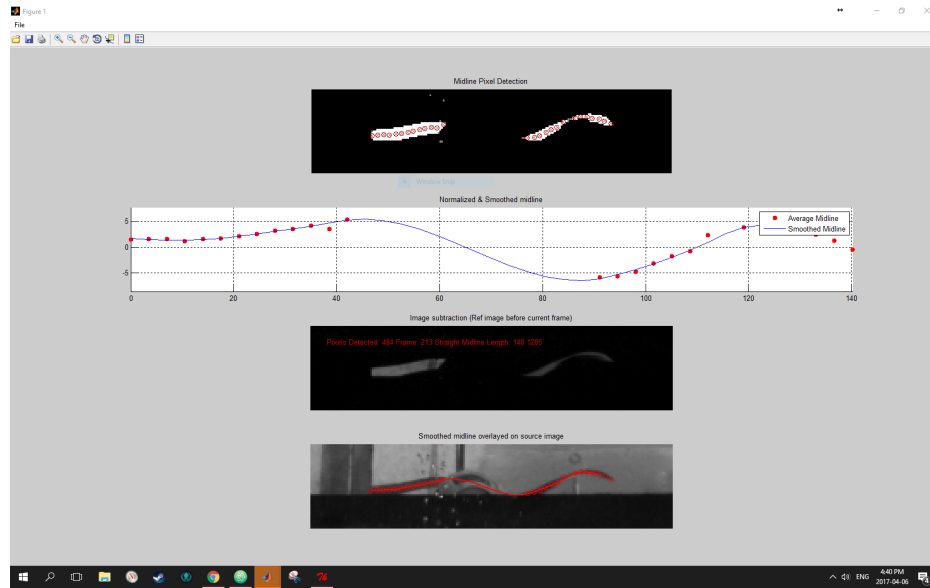 Figure 1
File
Midline Pixel Detection
Window Snip
Normalized & Smoothed midline
5
0
-5
0
20
40
60
80
100
120
140
Average Midline
Smoothed Midline
Image subtraction (Ref image before current frame)
Pixels Detected: 484 Frame: 213 Straight Midline Length: 140.1285
Smoothed midline overlayed on source image
ENG
4:40 PM
2017-04-06